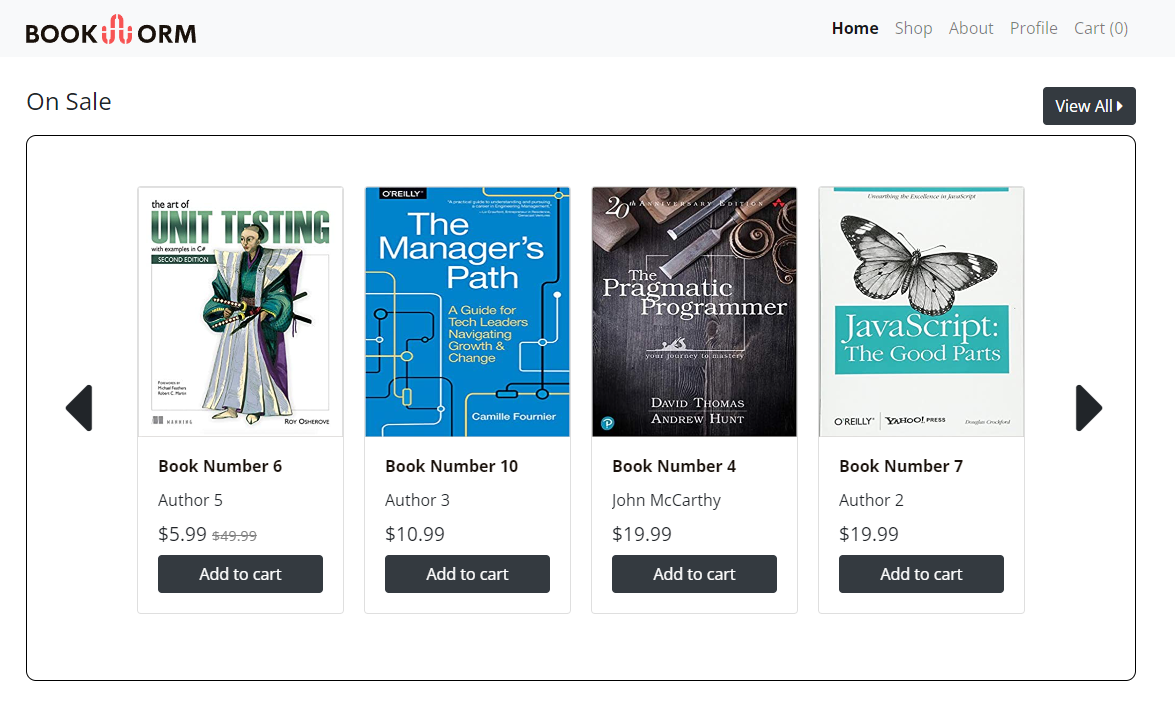 BOOK ORM
Home Shop About Profile Cart (0)
On Sale
View All
the art of
UNIT TESTING
with examples in C#
SECOND EDITION
Forewords by
Michael Feathers
Robert C. Martin
MANNING
ROY OSHEROVE
O'REILLY
"A practical guide to understanding and pursuing
a career in Engineering Management."
The
Manager's
Path
A Guide for
Tech Leaders
Navigating
Growth &
Change
Camille Fournier
20th ANNIVERSARY EDITION
The
Pragmatic
Programmer
your journey to mastery
DAVID THOMAS
ANDREW HUNT
P
Unearthing the Excellence in JavaScript
JavaScript:
The Good Parts
O'REILLY | YAHOO! PRESS
Douglas Crockford
Book Number 6
Author 5
$5.99 $49.99
Add to cart
Book Number 10
Author 3
$10.99
Add to cart
Book Number 4
John McCarthy
$19.99
Add to cart
Book Number 7
Author 2
$19.99
Add to cart